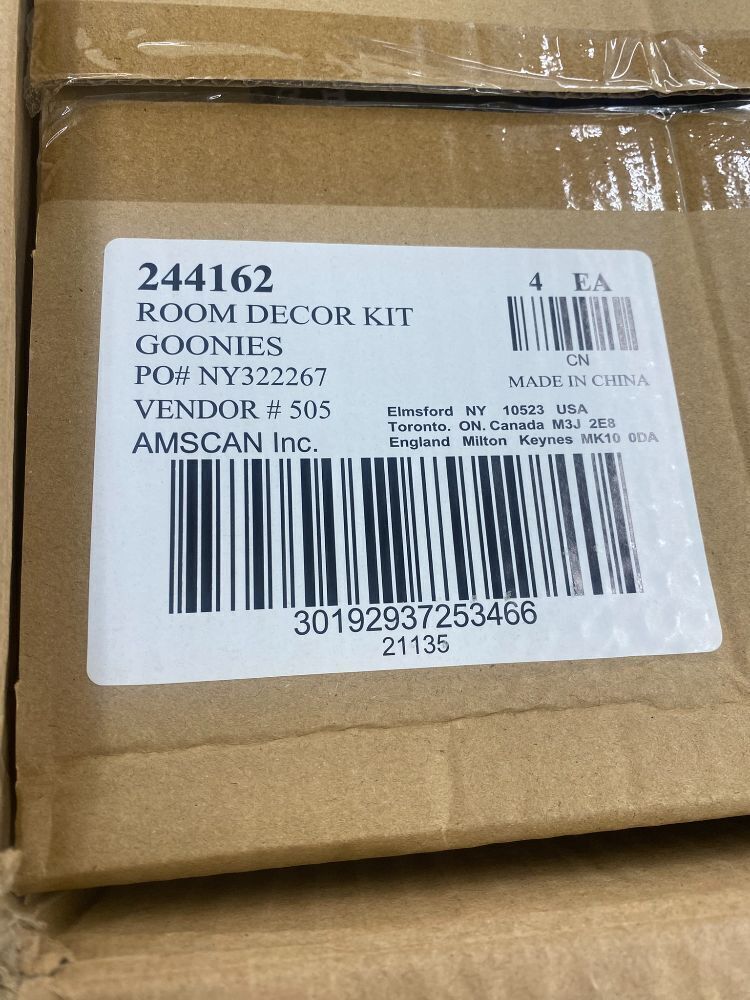 244162
ROOM DECOR KIT
GOONIES
PO# NY322267
VENDOR # 505
AMSCAN Inc.
4 EA
CN
MADE IN CHINA
Elmsford NY 10523 USA
Toronto. ON. Canada M3J 2E8
England Milton Keynes MK10 0DA
30192937253466
21135